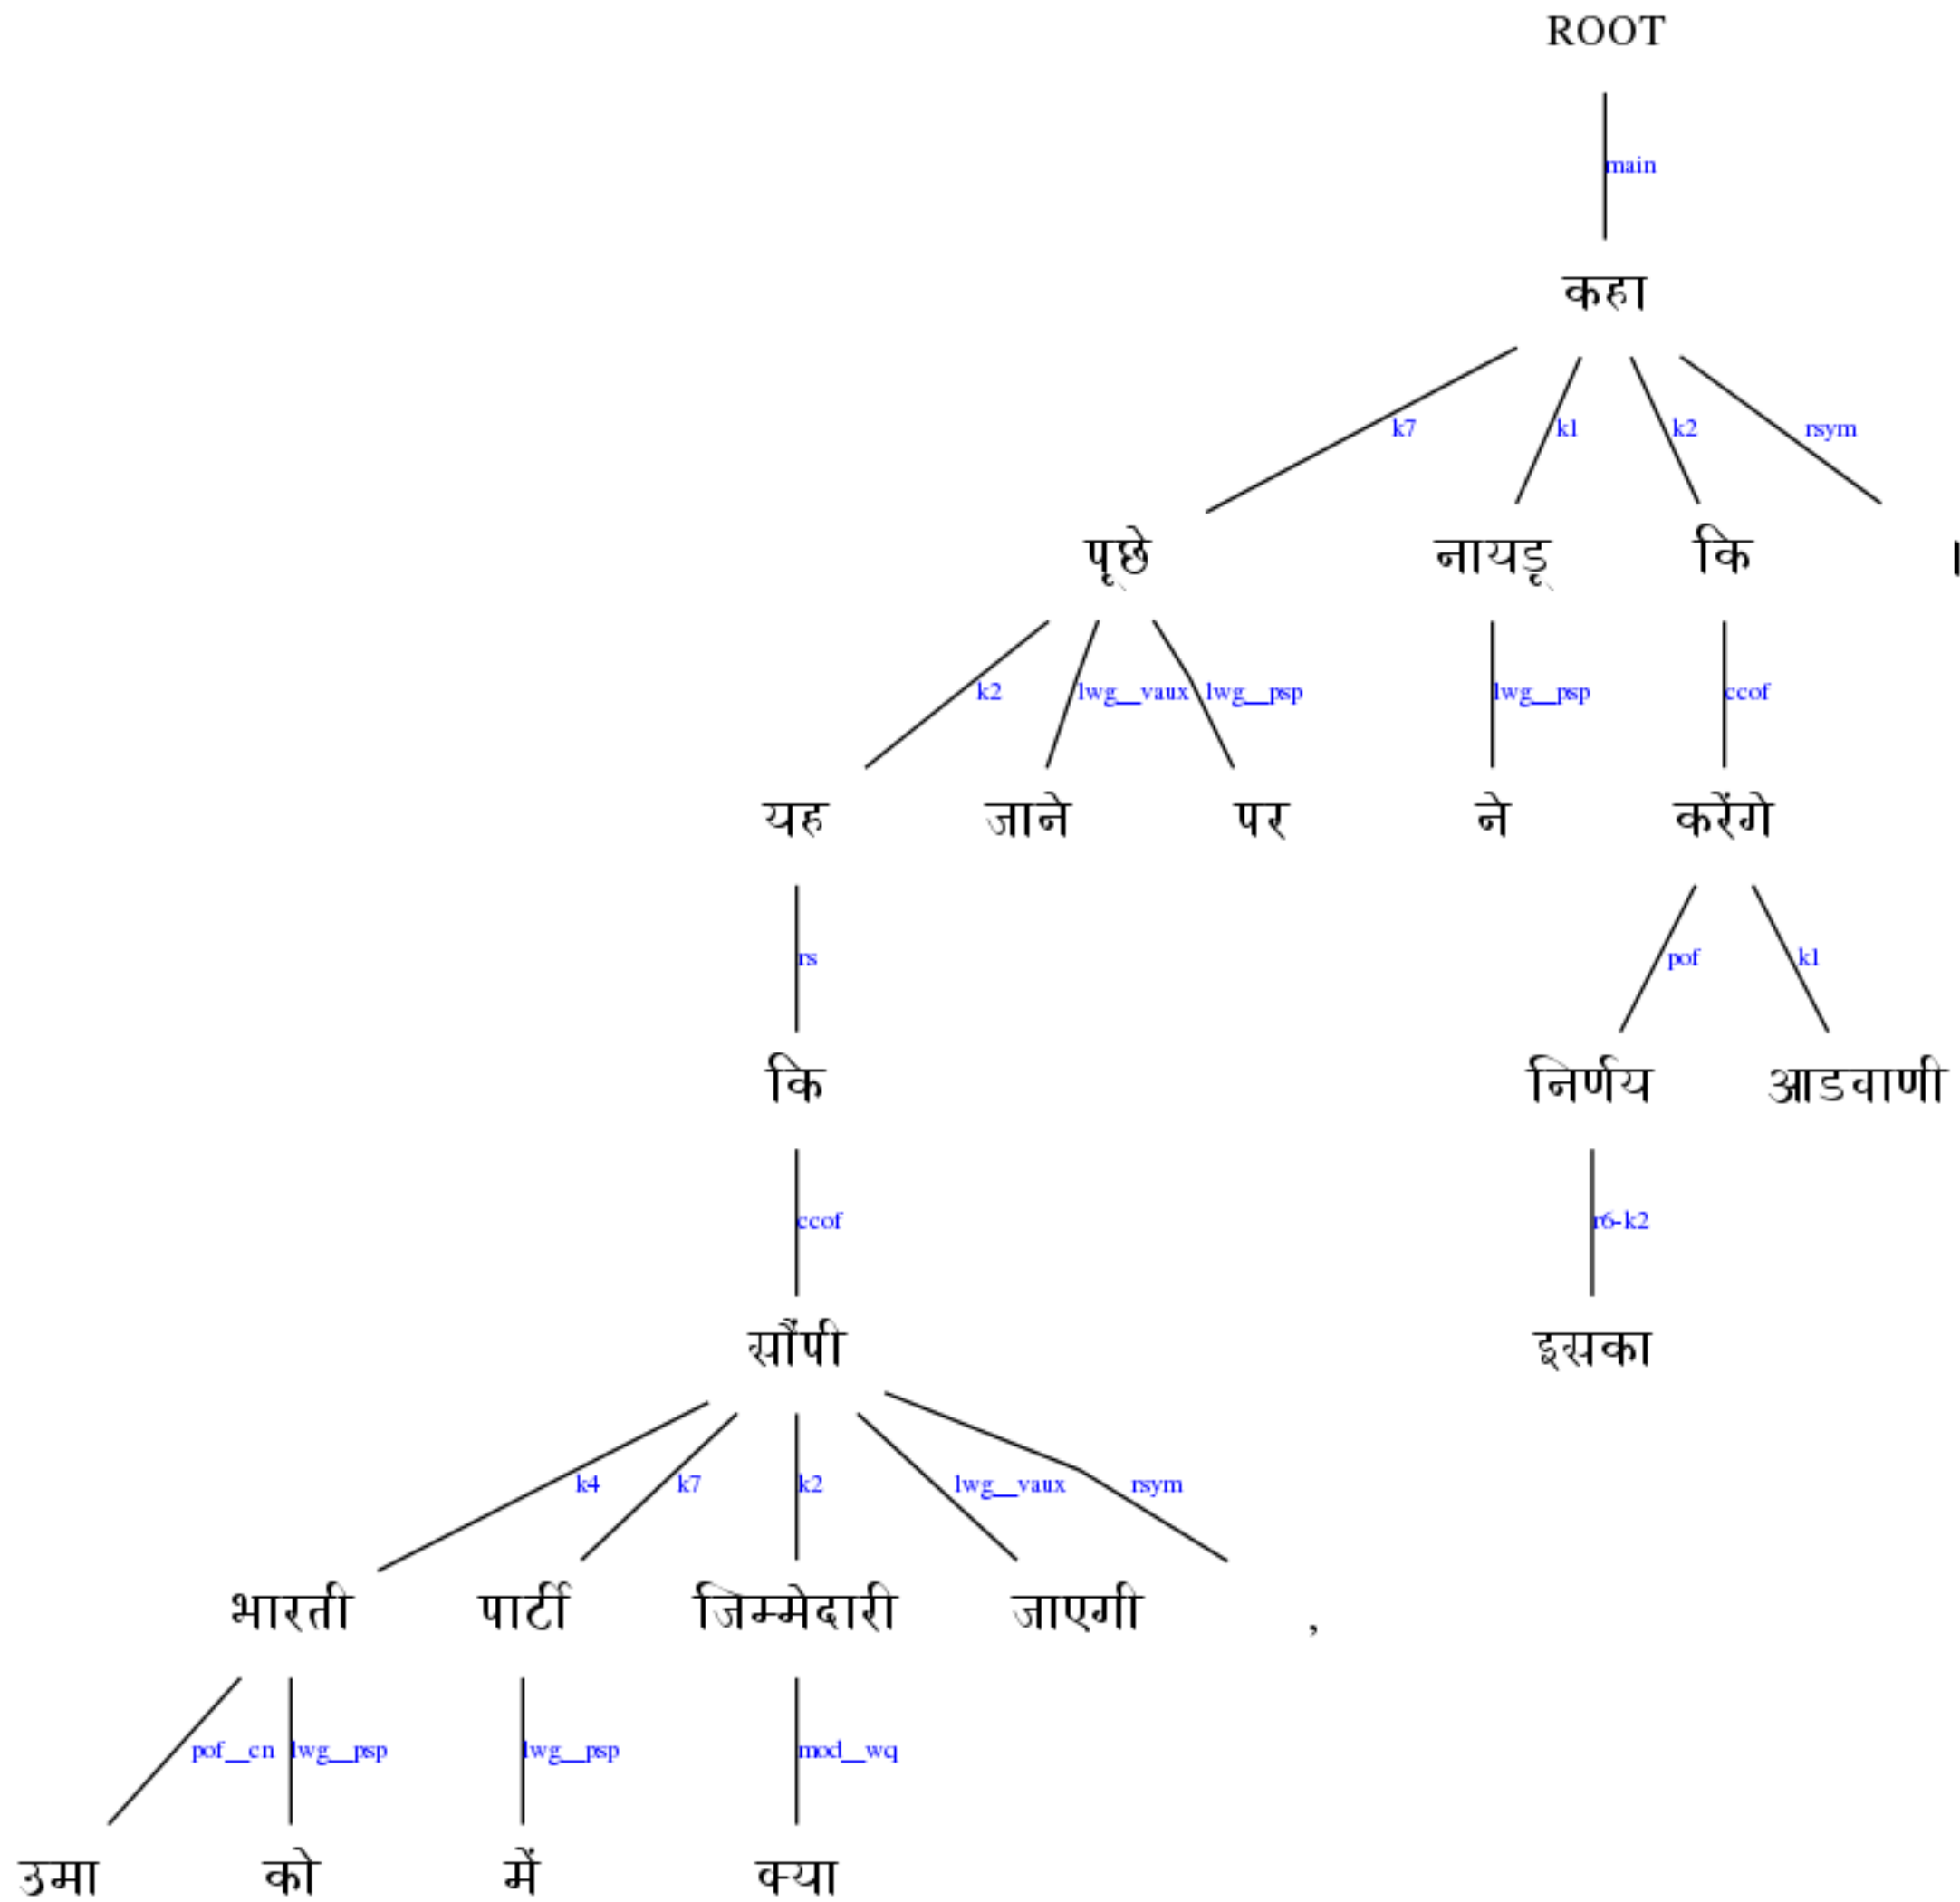 ROOT
main
कहा
k7 k1 k2 rsym
पूछे नायडू कि ।
k2 lwg__vaux lwg__psp lwg__psp ccof
यह जाने पर ने करेंगे
rs pof k1
कि निर्णय आडवाणी
ccof r6-k2
सौंपी इसका
k4 k7 k2 lwg__vaux rsym
भारती पार्टी जिम्मेदारी जाएगी ,
pof__cn lwg__psp lwg__psp mod__wq
उमा को में क्या